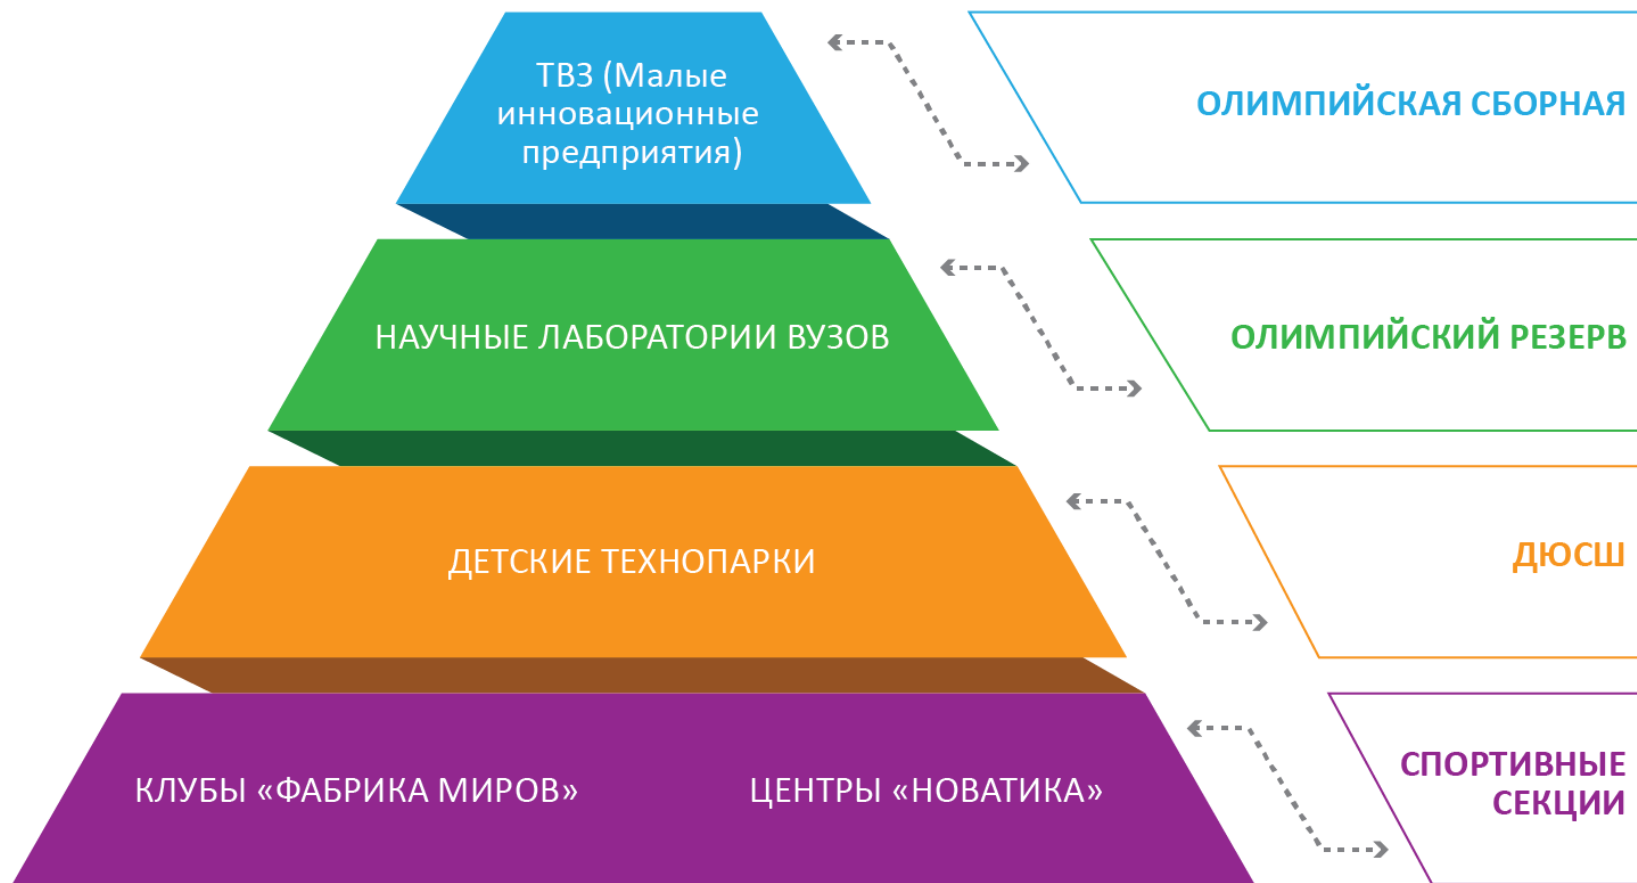 ТВЗ (Малые
инновационные
предприятия)
ОЛИМПИЙСКАЯ СБОРНАЯ
НАУЧНЫЕ ЛАБОРАТОРИИ ВУЗОВ
ОЛИМПИЙСКИЙ РЕЗЕРВ
ДЕТСКИЕ ТЕХНОПАРКИ
ДЮСШ
КЛУБЫ «ФАБРИКА МИРОВ»
ЦЕНТРЫ «НОВАТИКА»
СПОРТИВНЫЕ
СЕКЦИИ